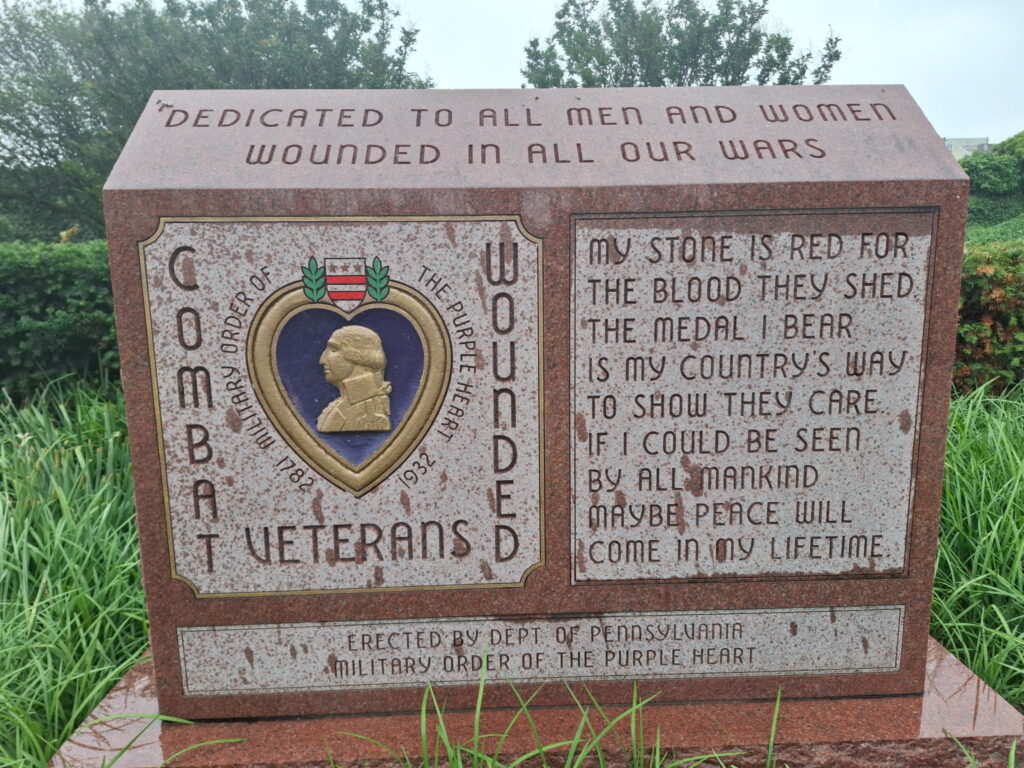 "DEDICATED TO ALL MEN AND WOMEN
WOUNDED IN ALL OUR WARS
COMBAT
WOUNDED
VETERANS
MILITARY ORDER OF
THE PURPLE HEART
1782
1932
MY STONE IS RED FOR
THE BLOOD THEY SHED
THE MEDAL I BEAR
IS MY COUNTRY'S WAY
TO SHOW THEY CARE.
IF I COULD BE SEEN
BY ALL MANKIND
MAYBE PEACE WILL
COME IN MY LIFETIME.
ERECTED BY DEPT OF PENNSYLVANIA
MILITARY ORDER OF THE PURPLE HEART